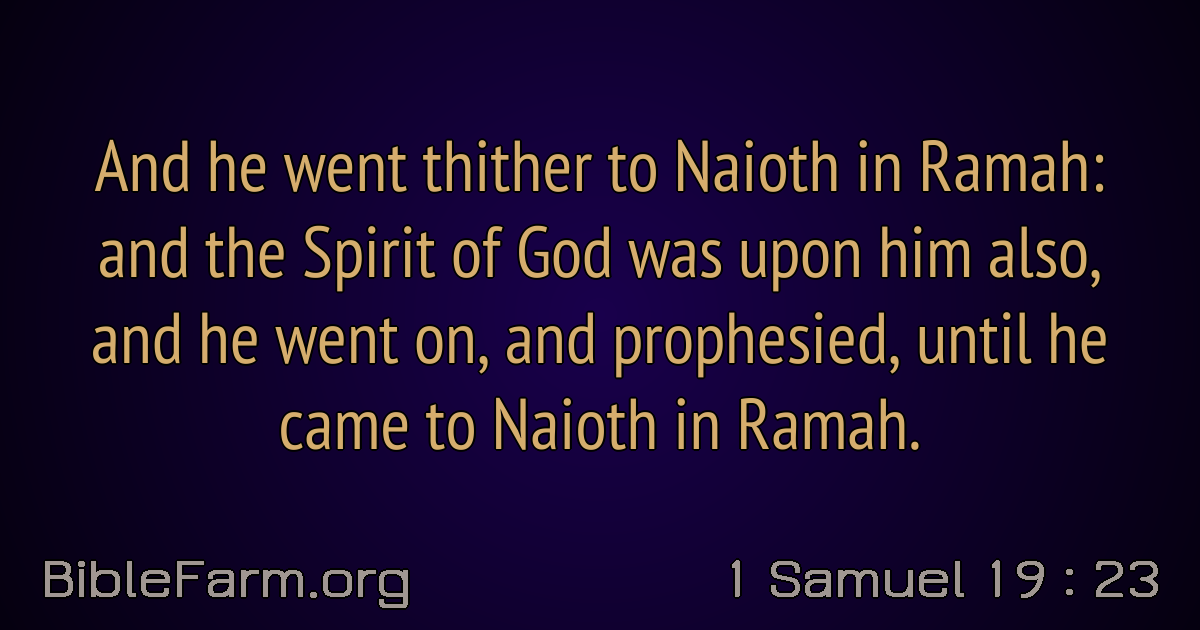 And he went thither to Naioth in Ramah:
and the Spirit of God was upon him also,
and he went on, and prophesied, until he
came to Naioth in Ramah.
BibleFarm.org
1 Samuel 19 : 23